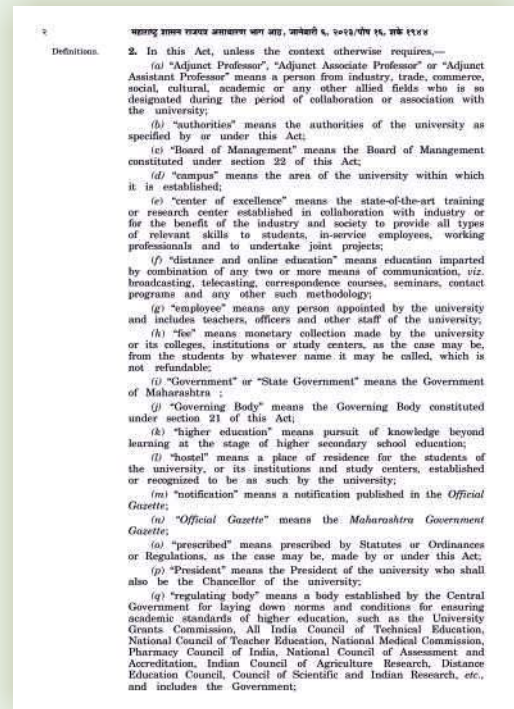 २
महाराष्ट्र शासन राजपत्र असाधारण भाग आठ, जानेवारी ६, २०२३/पौष १६, शके १९४४
Definitions.
2. In this Act, unless the context otherwise requires,—
(a) "Adjunct Professor", "Adjunct Associate Professor" or "Adjunct
Assistant Professor" means a person from industry, trade, commerce,
social, cultural, academic or any other allied fields who is so
designated during the period of collaboration or association with
the university;
(b) "authorities" means the authorities of the university as
specified by or under this Act;
(c) "Board of Management" means the Board of Management
constituted under section 22 of this Act;
(d) "campus" means the area of the university within which
it is established;
(e) "center of excellence" means the state-of-the-art training
or research center established in collaboration with industry or
for the benefit of the industry and society to provide all types
of relevant skills to students, in-service employees, working
professionals and to undertake joint projects;
(f) "distance and online education" means education imparted
by combination of any two or more means of communication, viz.
broadcasting, telecasting, correspondence courses, seminars, contact
programs and any other such methodology;
(g) "employee" means any person appointed by the university
and includes teachers, officers and other staff of the university;
(h) "fee" means monetary collection made by the university
or its colleges, institutions or study centers, as the case may be,
from the students by whatever name it may be called, which is
not refundable;
(i) "Government" or "State Government" means the Government
of Maharashtra ;
(j) "Governing Body" means the Governing Body constituted
under section 21 of this Act;
(k) "higher education" means pursuit of knowledge beyond
learning at the stage of higher secondary school education;
(l) "hostel" means a place of residence for the students of
the university, or its institutions and study centers, established
or recognized to be as such by the university;
(m) "notification" means a notification published in the Official
Gazette;
(n) "Official Gazette" means the Maharashtra Government
Gazette;
(o) "prescribed" means prescribed by Statutes or Ordinances
or Regulations, as the case may be, made by or under this Act;
(p) "President" means the President of the university who shall
also be the Chancellor of the university;
(q) "regulating body" means a body established by the Central
Government for laying down norms and conditions for ensuring
academic standards of higher education, such as the University
Grants Commission, All India Council of Technical Education,
National Council of Teacher Education, National Medical Commission,
Pharmacy Council of India, National Council of Assessment and
Accreditation, Indian Council of Agriculture Research, Distance
Education Council, Council of Scientific and Indian Research, etc.,
and includes the Government;